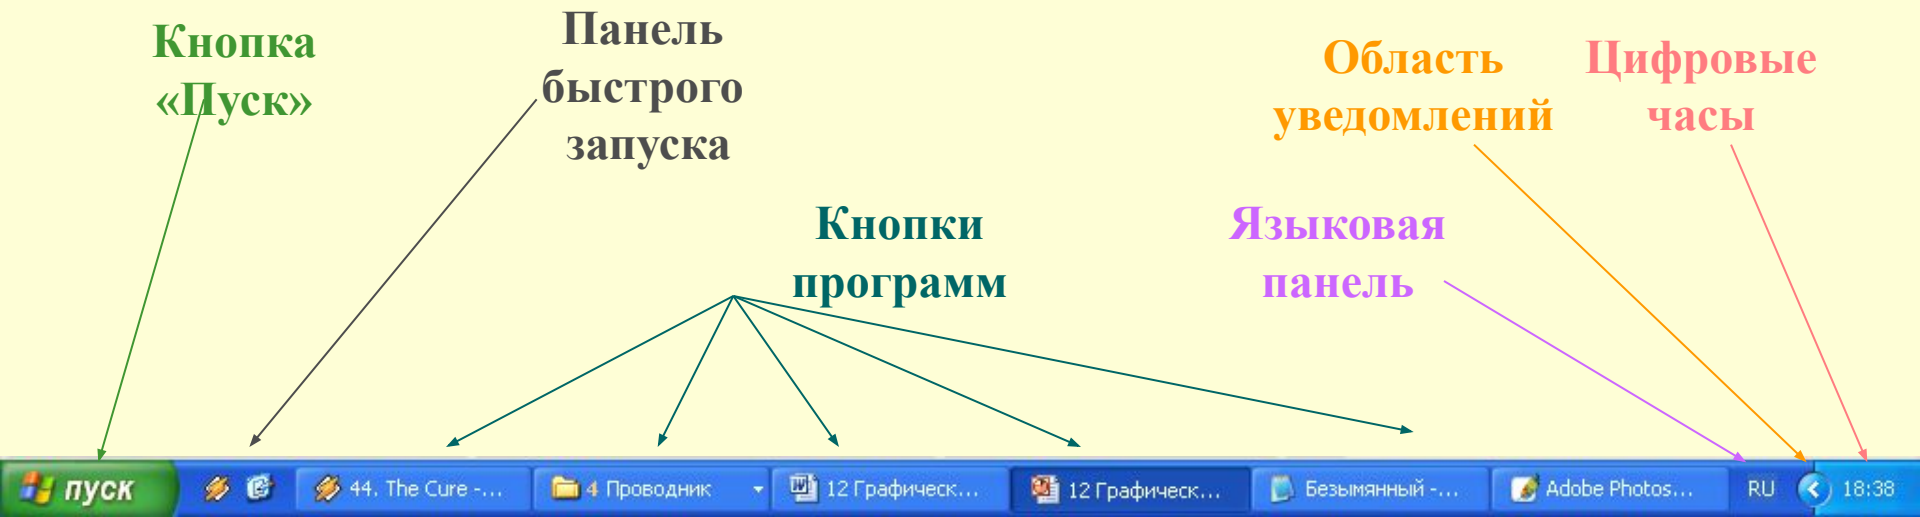 Кнопка
«Пуск»
Панель
быстрого
запуска
Область
уведомлений
Цифровые
часы
Кнопки
программ
Языковая
панель
пуск
44. The Cure -...
4 Проводник
12 Графическ...
12 Графическ...
Безымянный -...
Adobe Photos...
RU
18:38